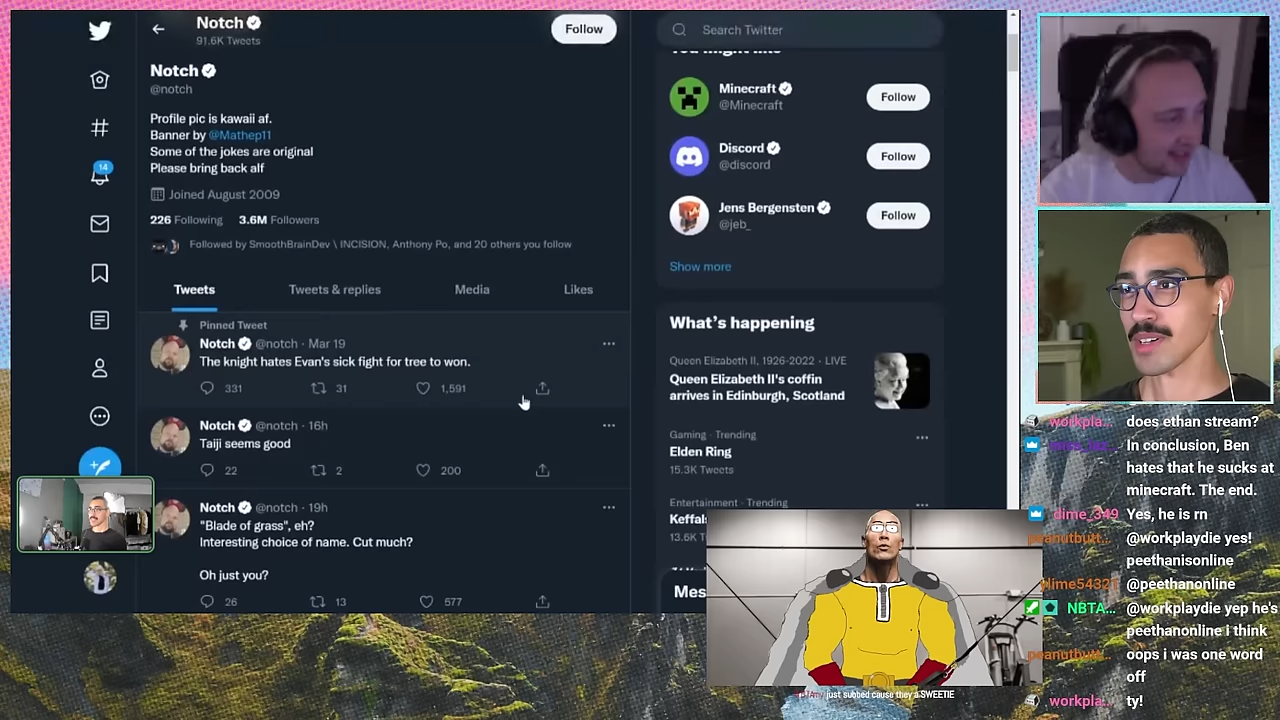 Notch
91.6K Tweets
Follow
Notch
@notch
Profile pic is kawaii af.
Banner by @Mathep11
Some of the jokes are original
Please bring back alf
Joined August 2009
226 Following 3.6M Followers
Followed by SmoothBrainDev \ INCISION, Anthony Po, and 20 others you follow
Tweets
Tweets & replies
Media
Likes
Pinned Tweet
Notch @notch · Mar 19
The knight hates Evan's sick fight for tree to won.
331 31 1,591
Notch @notch · 16h
Taiji seems good
22 2 200
Notch @notch · 19h
"Blade of grass", eh?
Interesting choice of name. Cut much?
Oh just you?
26 13 577
14
Search Twitter
You might like
Minecraft
@Minecraft
Follow
Discord
@discord
Follow
Jens Bergensten
@jeb_
Follow
Show more
What's happening
Queen Elizabeth II, 1926-2022 · LIVE
Queen Elizabeth II's coffin
arrives in Edinburgh, Scotland
Gaming · Trending
Elden Ring
15.3K Tweets
Entertainment · Trending
Keffals
13.6K
Mes
just subbed cause they a SWEETIE
workpla... does ethan stream?
In conclusion, Ben
hates that he sucks at
minecraft. The end.
dime_349 Yes, he is rn
peanutbutt... @workplaydie yes!
peethanisonline
@peethanonline
NBTA... @workplaydie yep he's
peethanonline i think
peanutbutt... oops i was one word
off
workpla... ty!